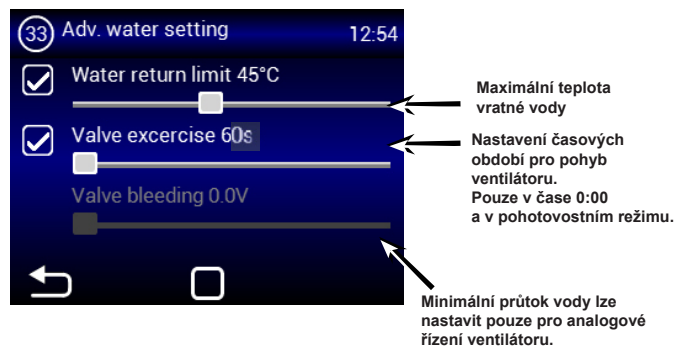 33 Adv. water setting 12:54
Water return limit 45°C
Valve excercise 60s
Valve bleeding 0.0V
Maximální teplota
vratné vody
Nastavení časových
období pro pohyb
ventilátoru.
Pouze v čase 0:00
a v pohotovostním režimu.
Minimální průtok vody lze
nastavit pouze pro analogové
řízení ventilátoru.